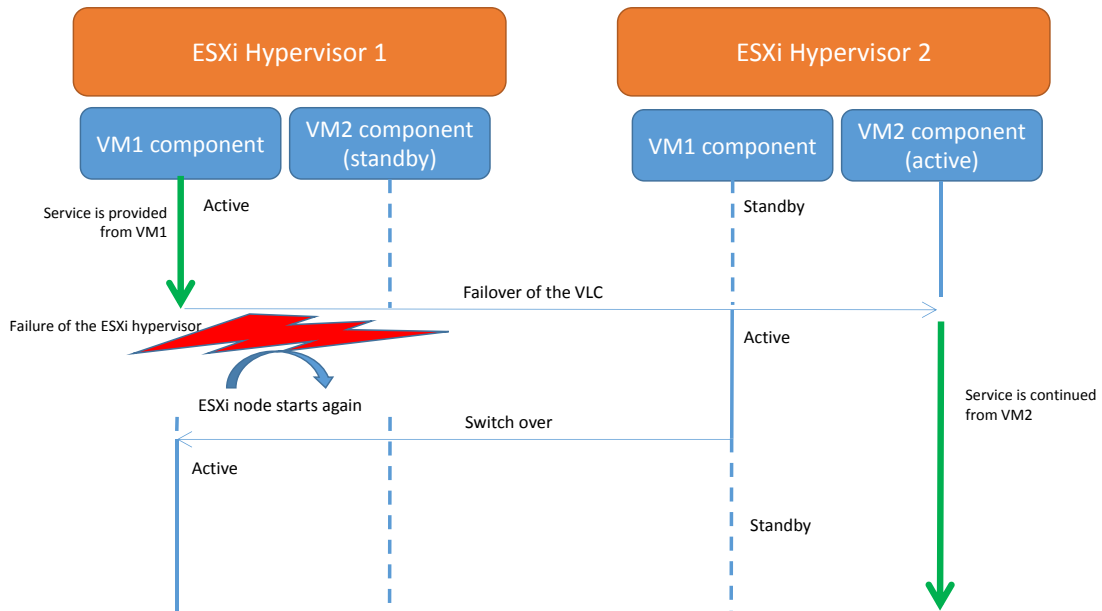 ESXi Hypervisor 1
ESXi Hypervisor 2
VM1 component
VM2 component
(standby)
VM1 component
VM2 component
(active)
Service is provided
from VM1
Active
Standby
Failover of the VLC
Failure of the ESXi hypervisor
Active
ESXi node starts again
Service is continued
from VM2
Switch over
Active
Standby